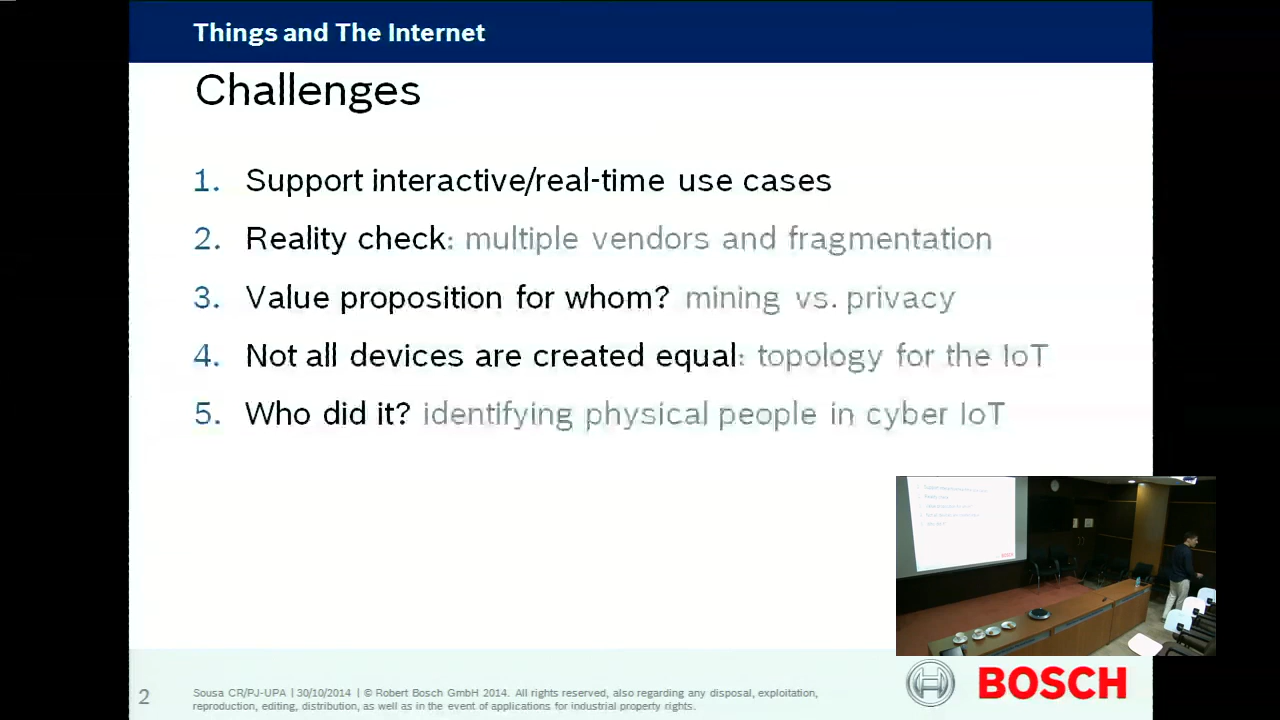 Things and The Internet
Challenges
1. Support interactive/real-time use cases
2. Reality check: multiple vendors and fragmentation
3. Value proposition for whom? mining vs. privacy
4. Not all devices are created equal: topology for the IoT
5. Who did it? identifying physical people in cyber IoT
2
Sousa CR/PJ-UPA | 30/10/2014 | © Robert Bosch GmbH 2014. All rights reserved, also regarding any disposal, exploitation,
reproduction, editing, distribution, as well as in the event of applications for industrial property rights.
BOSCH
BOSCH